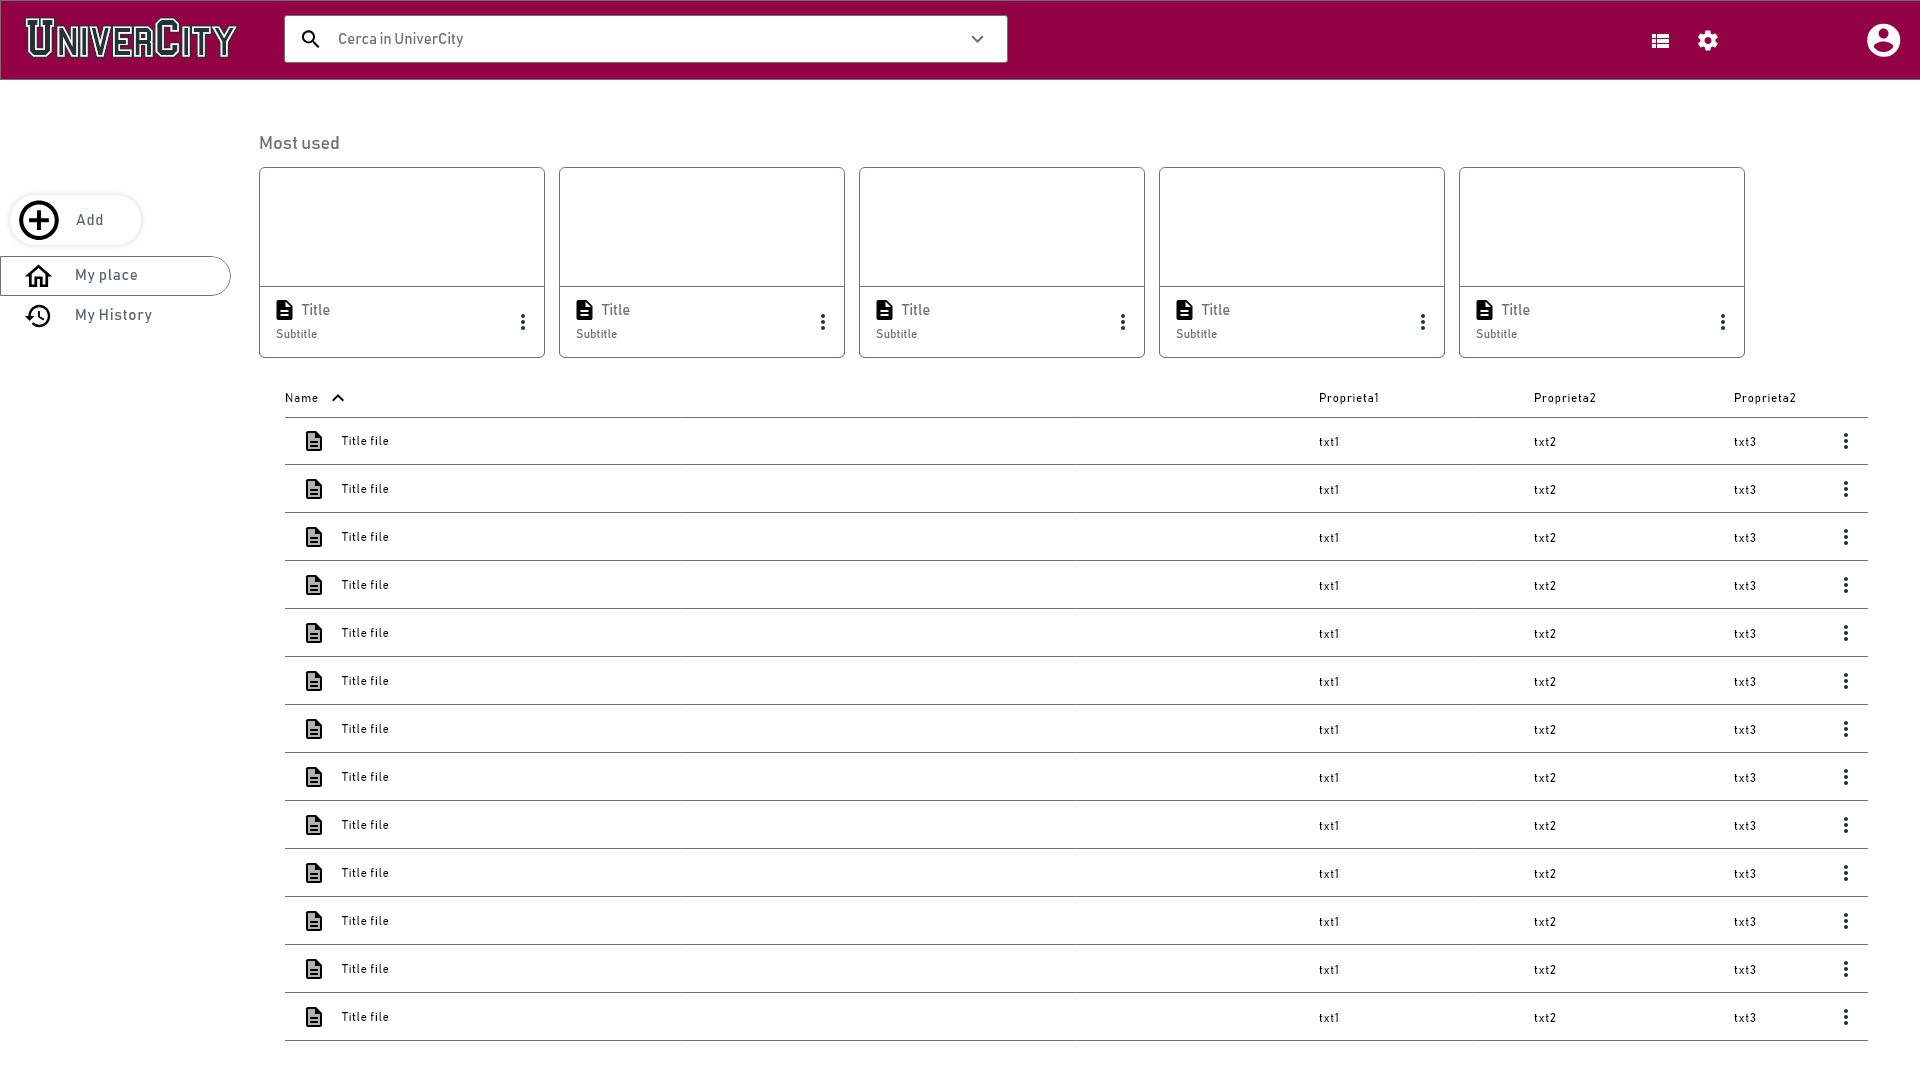 UNIVERCITY
Cerca in UniverCity
Most used
Add
My place
My History
Title
Subtitle
Title
Subtitle
Title
Subtitle
Title
Subtitle
Title
Subtitle
Name Proprieta1 Proprieta2 Proprieta2
Title file txt1 txt2 txt3
Title file txt1 txt2 txt3
Title file txt1 txt2 txt3
Title file txt1 txt2 txt3
Title file txt1 txt2 txt3
Title file txt1 txt2 txt3
Title file txt1 txt2 txt3
Title file txt1 txt2 txt3
Title file txt1 txt2 txt3
Title file txt1 txt2 txt3
Title file txt1 txt2 txt3
Title file txt1 txt2 txt3
Title file txt1 txt2 txt3